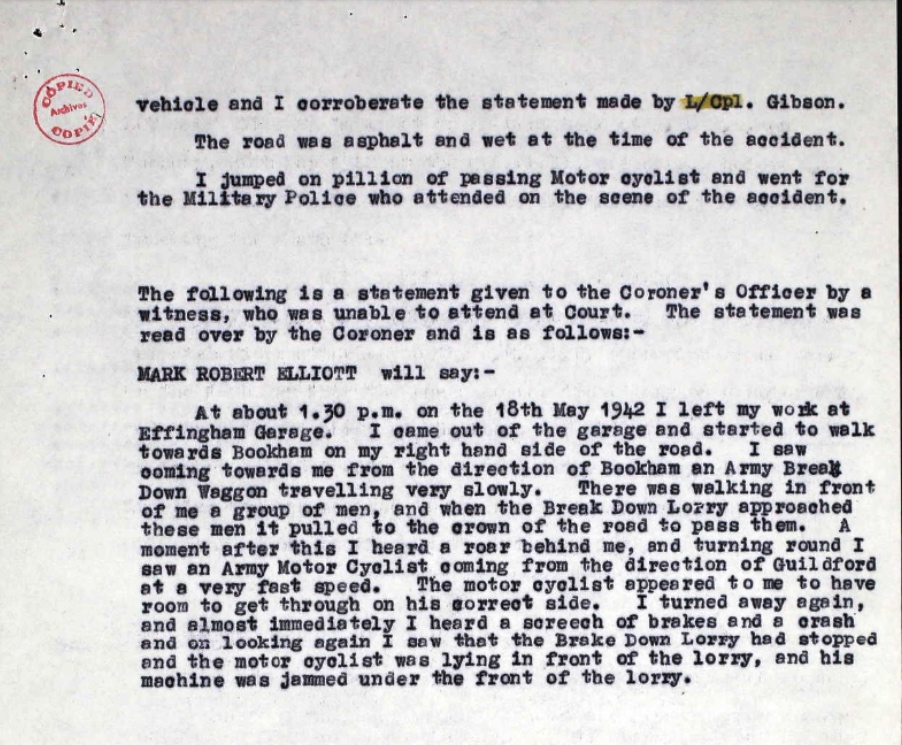 COPIED
Archives
COPIE
vehicle and I corroberate the statement made by L/Cpl. Gibson.
The road was asphalt and wet at the time of the accident.
I jumped on pillion of passing Motor cyclist and went for
the Military Police who attended on the scene of the accident.
The following is a statement given to the Coroner's Officer by a
witness, who was unable to attend at Court. The statement was
read over by the Coroner and is as follows:-
MARK ROBERT ELLIOTT will say:-
At about 1.30 p.m. on the 18th May 1942 I left my work at
Effingham Garage. I came out of the garage and started to walk
towards Bookham on my right hand side of the road. I saw
coming towards me from the direction of Bookham an Army Break
Down Waggon travelling very slowly. There was walking in front
of me a group of men, and when the Break Down Lorry approached
these men it pulled to the crown of the road to pass them. A
moment after this I heard a roar behind me, and turning round I
saw an Army Motor Cyclist coming from the direction of Guildford
at a very fast speed. The motor cyclist appeared to me to have
room to get through on his correct side. I turned away again,
and almost immediately I heard a screech of brakes and a crash
and on looking again I saw that the Brake Down Lorry had stopped
and the motor cyclist was lying in front of the lorry, and his
machine was jammed under the front of the lorry.